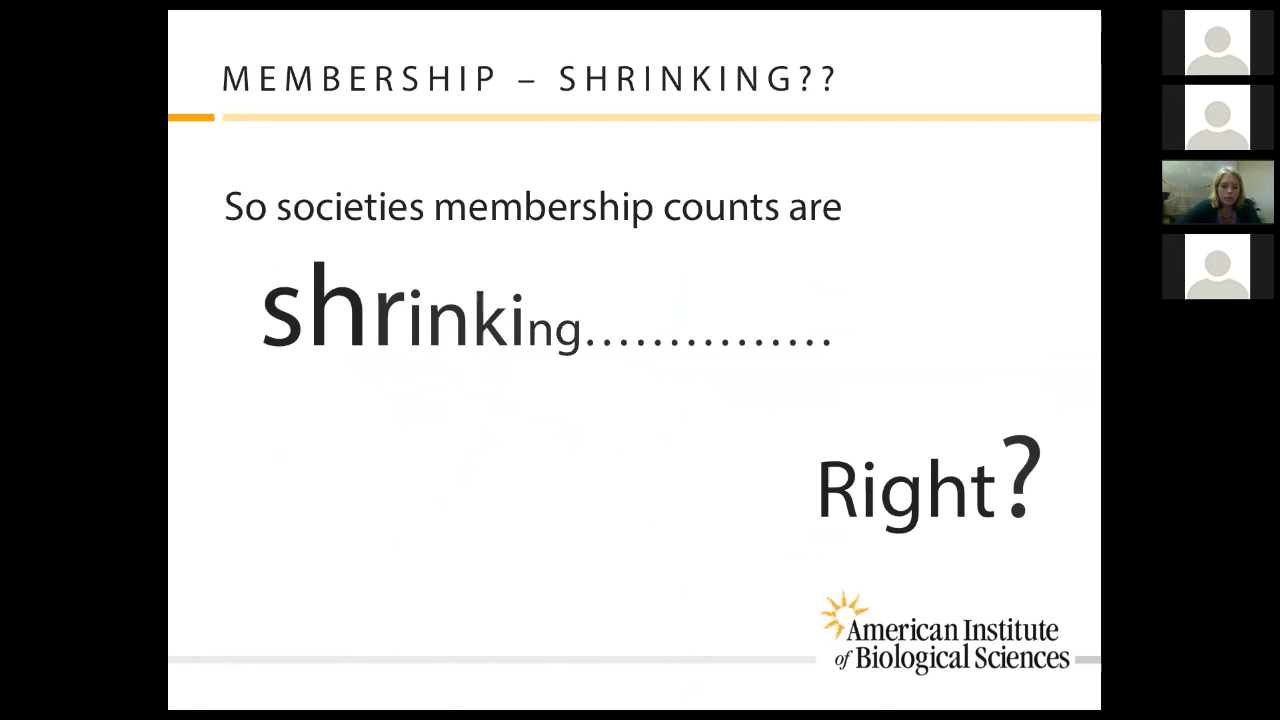 MEMBERSHIP – SHRINKING??
So societies membership counts are
shrinking……………
Right?
American Institute
of Biological Sciences